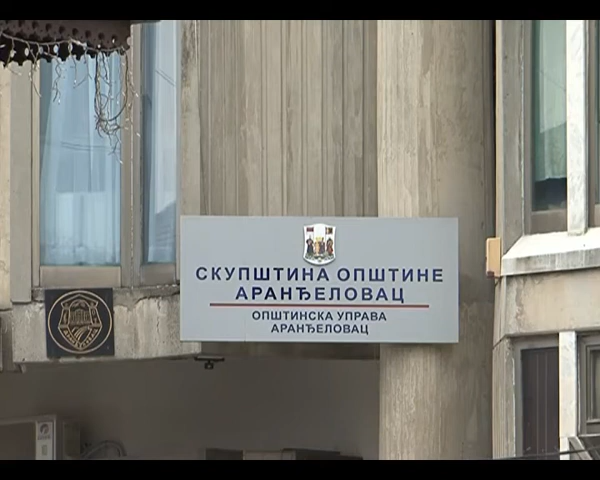 СКУПШТИНА ОПШТИНЕ
АРАНЂЕЛОВАЦ
ОПШТИНСКА УПРАВА
АРАНЂЕЛОВАЦ